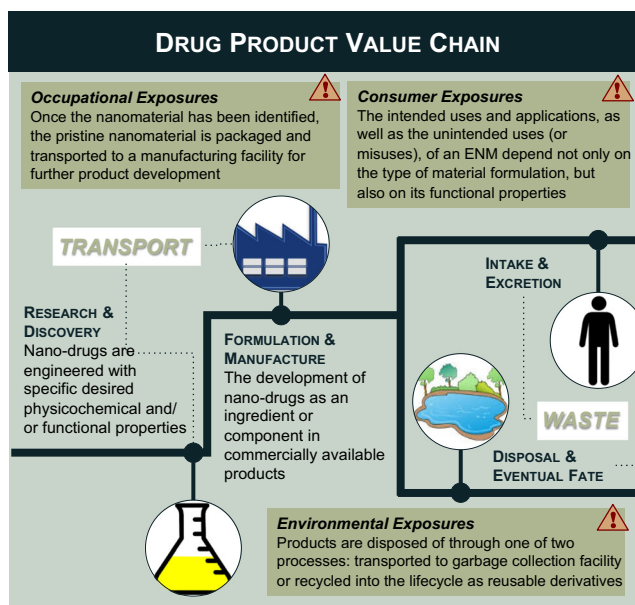 DRUG PRODUCT VALUE CHAIN
Occupational Exposures
Once the nanomaterial has been identified,
the pristine nanomaterial is packaged and
transported to a manufacturing facility for
further product development
Consumer Exposures
The intended uses and applications, as
well as the unintended uses (or
misuses), of an ENM depend not only on
the type of material formulation, but
also on its functional properties
TRANSPORT
INTAKE &
EXCRETION
RESEARCH &
DISCOVERY
Nano-drugs are
engineered with
specific desired
physicochemical and/
or functional properties
FORMULATION &
MANUFACTURE
The development of
nano-drugs as an
ingredient or
component in
commercially available
products
WASTE
DISPOSAL &
EVENTUAL FATE
Environmental Exposures
Products are disposed of through one of two
processes: transported to garbage collection facility
or recycled into the lifecycle as reusable derivatives